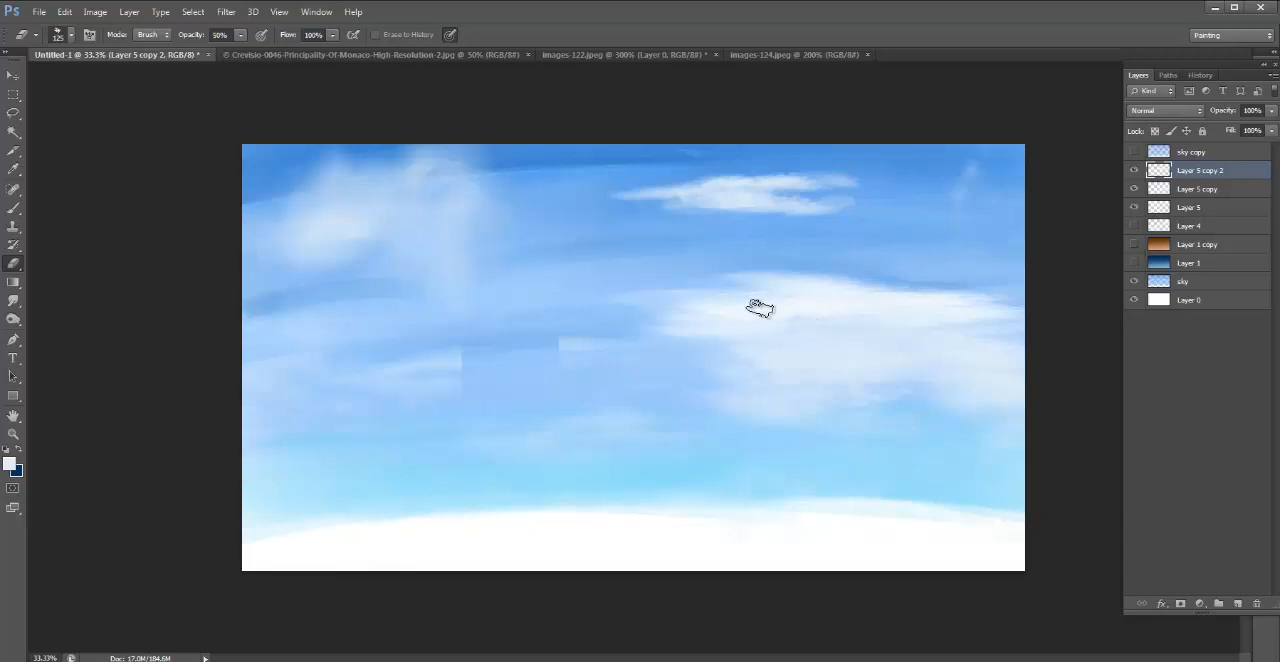 Ps File Edit Image Layer Type Select Filter 3D View Window Help
125 Mode: Brush Opacity: 50% Flow: 100% Erase to History Painting
Untitled-1 @ 33.3% (Layer 5 copy 2, RGB/8) * × © Crevisio-0046-Principality-Of-Monaco-High-Resolution-2.jpg @ 50% (RGB/8#) × images-122.jpeg @ 300% (Layer 0, RGB/8#) * × images-124.jpeg @ 200% (RGB/8#) ×
Layers Paths History
Kind
Normal Opacity: 100%
Lock: Fill: 100%
sky copy
Layer 5 copy 2
Layer 5 copy
Layer 5
Layer 4
Layer 1 copy
Layer 1
sky
Layer 0
33.33% Doc: 17.0M/184.6M